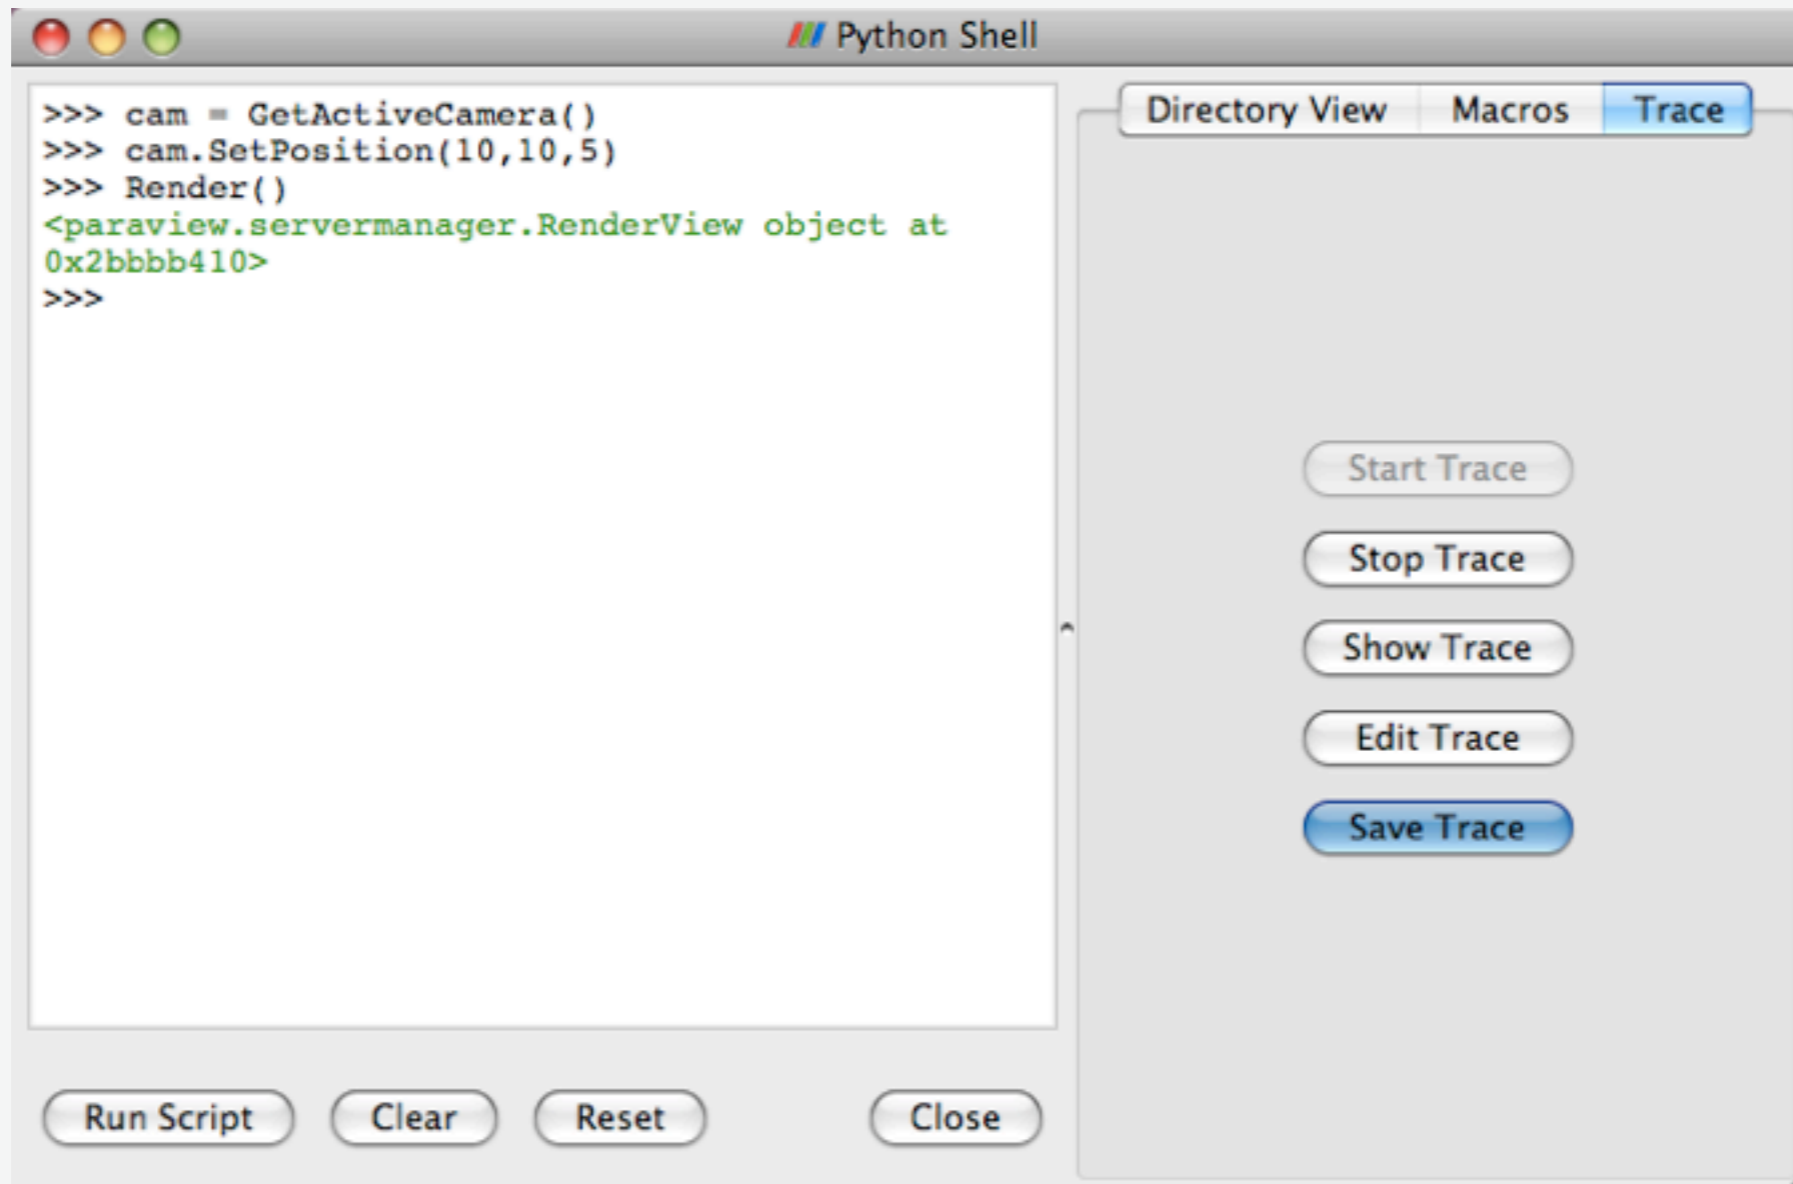 Python Shell
>>> cam = GetActiveCamera()
>>> cam.SetPosition(10,10,5)
>>> Render()
<paraview.servermanager.RenderView object at
0x2bbbb410>
>>>
Directory View Macros Trace
Start Trace
Stop Trace
Show Trace
Edit Trace
Save Trace
Run Script Clear Reset Close